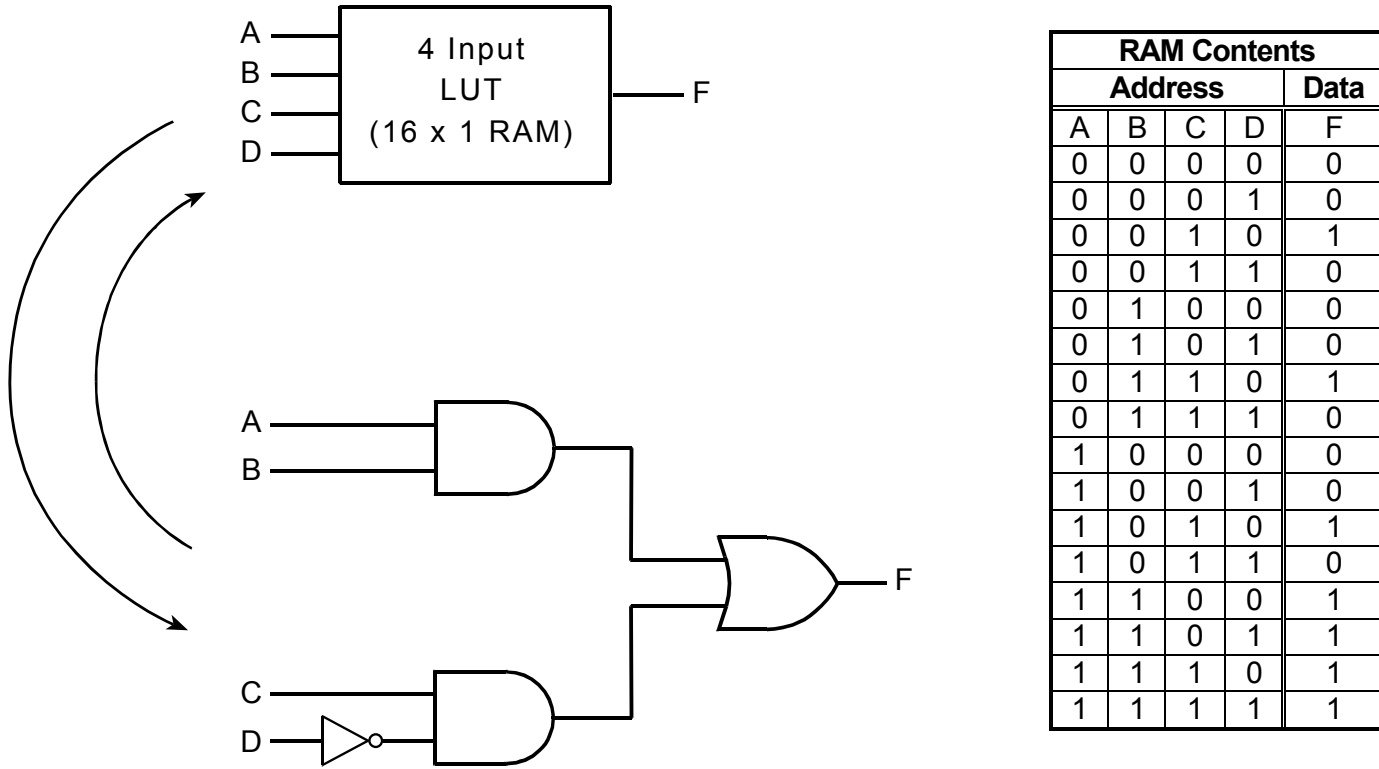 A
B
C
D
4 Input
LUT
(16 x 1 RAM)
F
A
B
C
D
F
RAM Contents
Address Data
A B C D F
0 0 0 0 0
0 0 0 1 0
0 0 1 0 1
0 0 1 1 0
0 1 0 0 0
0 1 0 1 0
0 1 1 0 1
0 1 1 1 0
1 0 0 0 0
1 0 0 1 0
1 0 1 0 1
1 0 1 1 0
1 1 0 0 1
1 1 0 1 1
1 1 1 0 1
1 1 1 1 1